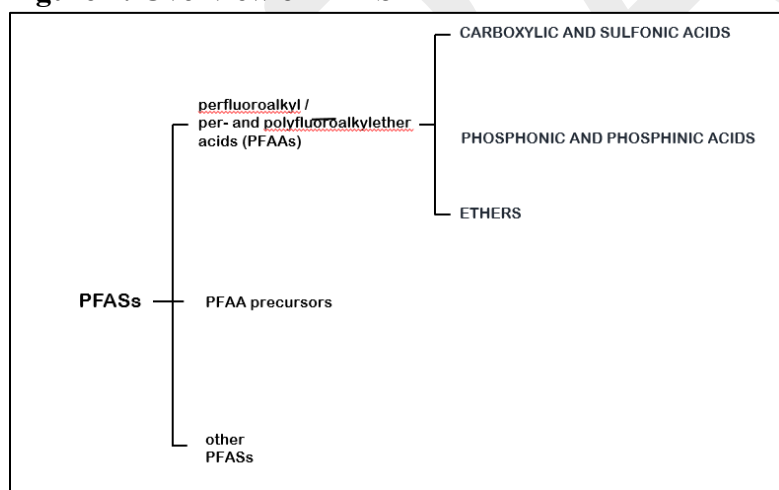 CARBOXYLIC AND SULFONIC ACIDS
perfluoroalkyl /
per- and polyfluoroalkylether
acids (PFAAs)
PHOSPHONIC AND PHOSPHINIC ACIDS
ETHERS
PFASs
PFAA precursors
other
PFASs